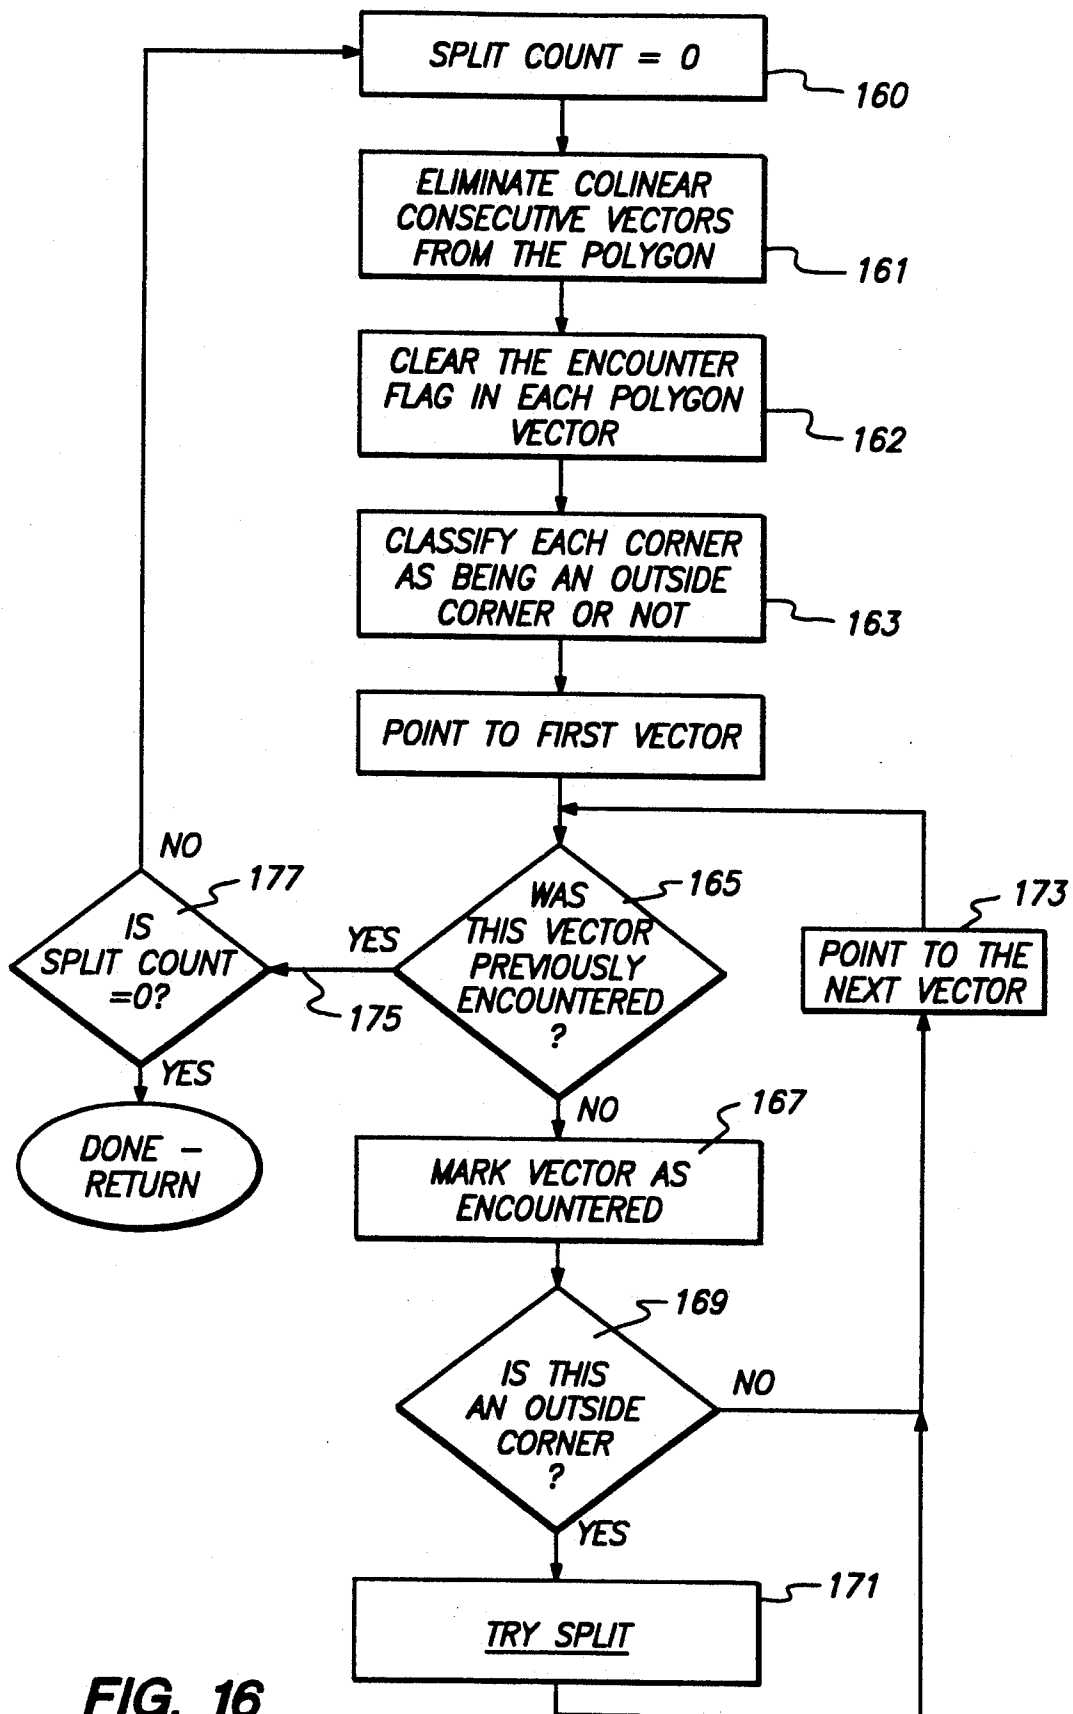 SPLIT COUNT = 0
160
ELIMINATE COLINEAR
CONSECUTIVE VECTORS
FROM THE POLYGON
161
CLEAR THE ENCOUNTER
FLAG IN EACH POLYGON
VECTOR
162
CLASSIFY EACH CORNER
AS BEING AN OUTSIDE
CORNER OR NOT
163
POINT TO FIRST VECTOR
NO
177
IS
SPLIT COUNT
=0?
YES
175
WAS
THIS VECTOR
PREVIOUSLY
ENCOUNTERED
?
165
173
POINT TO THE
NEXT VECTOR
YES
DONE –
RETURN
NO
167
MARK VECTOR AS
ENCOUNTERED
169
IS THIS
AN OUTSIDE
CORNER
?
NO
YES
171
TRY SPLIT
FIG. 16